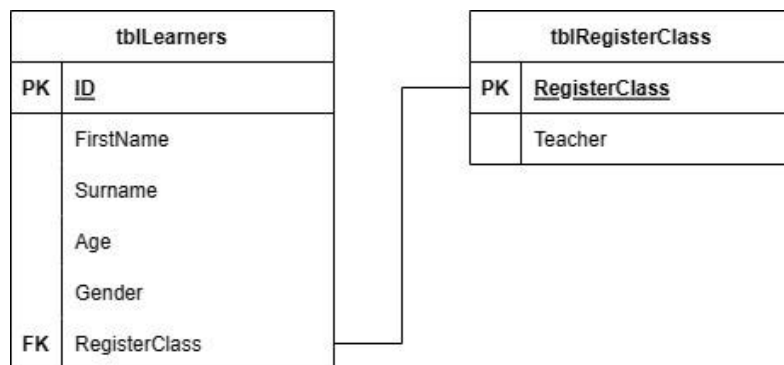 tblLearners
PK ID
FirstName
Surname
Age
Gender
FK RegisterClass
tblRegisterClass
PK RegisterClass
Teacher